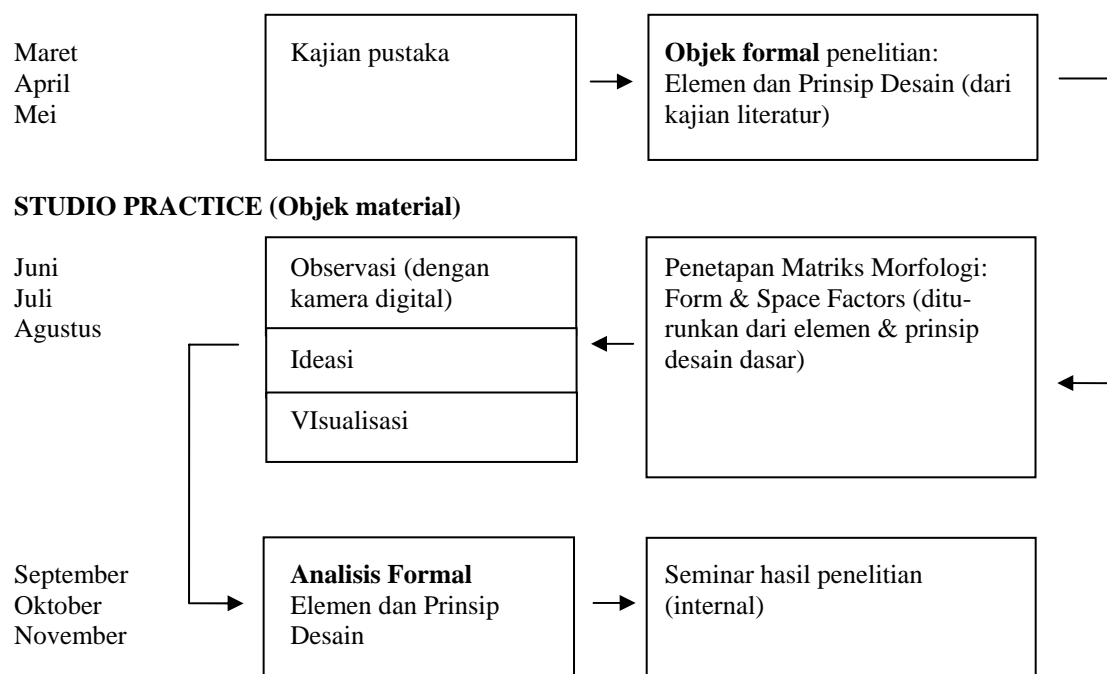 Maret
April
Mei
Kajian pustaka
Objek formal penelitian:
Elemen dan Prinsip Desain (dari
kajian literatur)
STUDIO PRACTICE (Objek material)
Juni
Juli
Agustus
Observasi (dengan
kamera digital)
Ideasi
VIsualisasi
Penetapan Matriks Morfologi:
Form & Space Factors (ditu-
runkan dari elemen & prinsip
desain dasar)
September
Oktober
November
Analisis Formal
Elemen dan Prinsip
Desain
Seminar hasil penelitian
(internal)